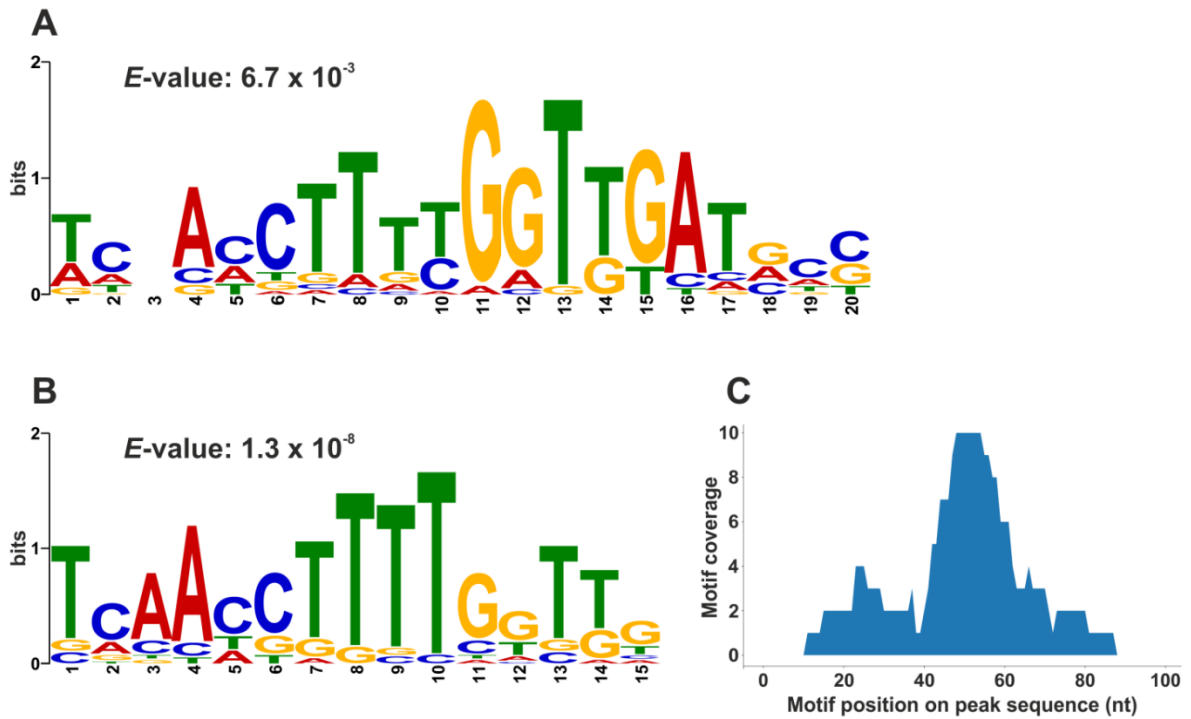 A
2
E-value: 6.7 x 10⁻³
bits
1
0
1 2 3 4 5 6 7 8 9 10 11 12 13 14 15 16 17 18 19 20
T C A C C T T T T G G T T G A T G C C
A A C A T G A G C A G T C C A A G
G T G T G C C A A A C G T A C T T
A A C G
B
2
E-value: 1.3 x 10⁻⁸
bits
1
0
1 2 3 4 5 6 7 8 9 10 11 12 13 14 15
T C A A C C T T T T G G T T G
C
10
8
6
4
2
0
Motif coverage
0 20 40 60 80 100
Motif position on peak sequence (nt)